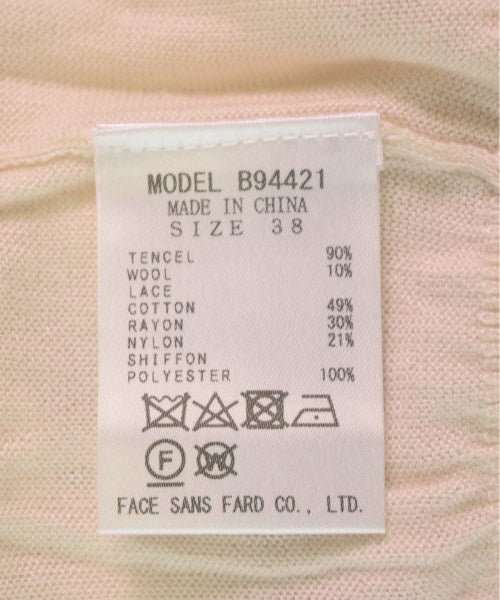 MODEL B94421
MADE IN CHINA
SIZE 38
TENCEL 90%
WOOL 10%
LACE
COTTON 49%
RAYON 30%
NYLON 21%
SHIFFON
POLYESTER 100%
F W
FACE SANS FARD CO., LTD.